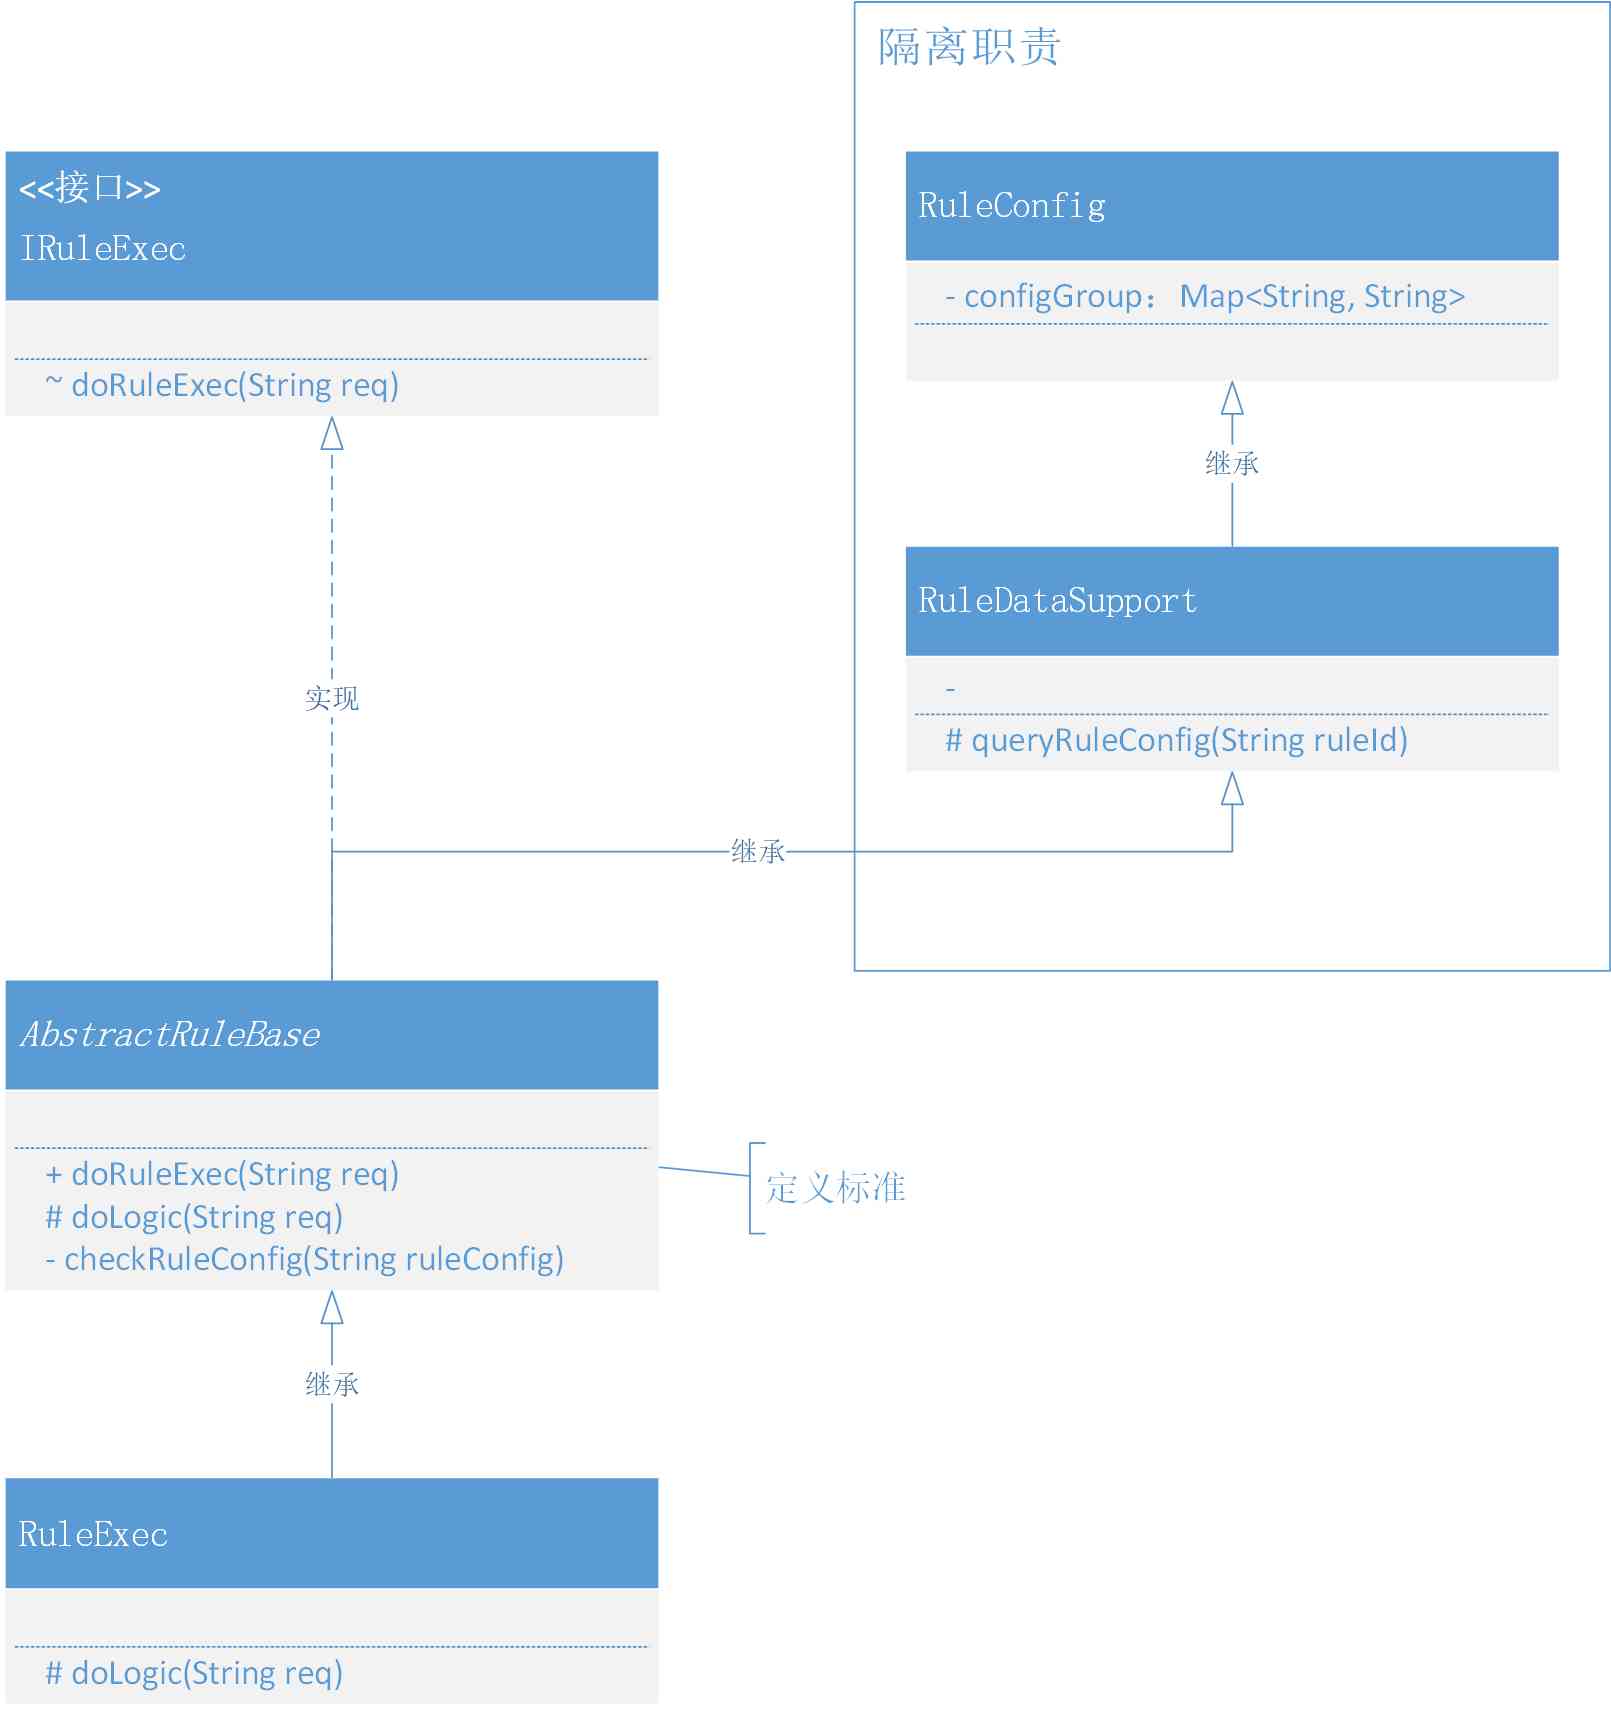 隔离职责
<<接口>>
IRuleExec
~ doRuleExec(String req)
RuleConfig
- configGroup： Map<String, String>
继承
RuleDataSupport
-
# queryRuleConfig(String ruleId)
实现
继承
AbstractRuleBase
+ doRuleExec(String req)
# doLogic(String req)
- checkRuleConfig(String ruleConfig)
定义标准
继承
RuleExec
# doLogic(String req)